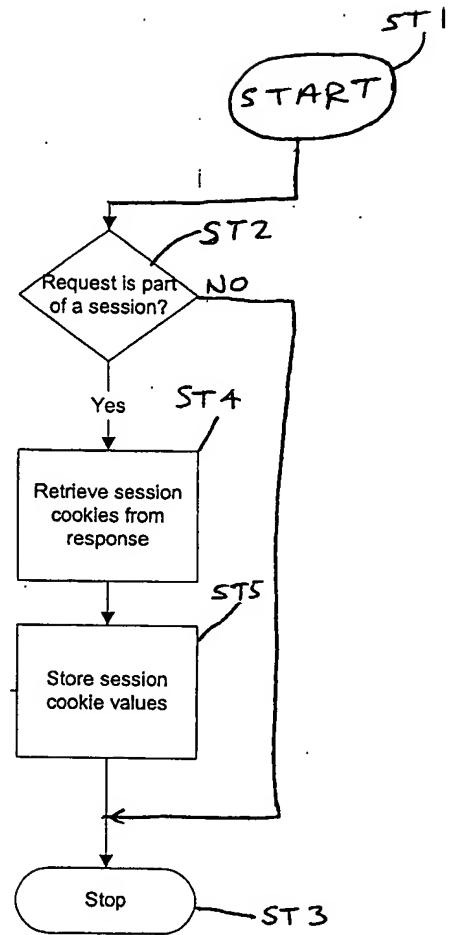 ST1
START
ST2
Request is part
of a session?
NO
Yes
ST4
Retrieve session
cookies from
response
ST5
Store session
cookie values
Stop
ST3